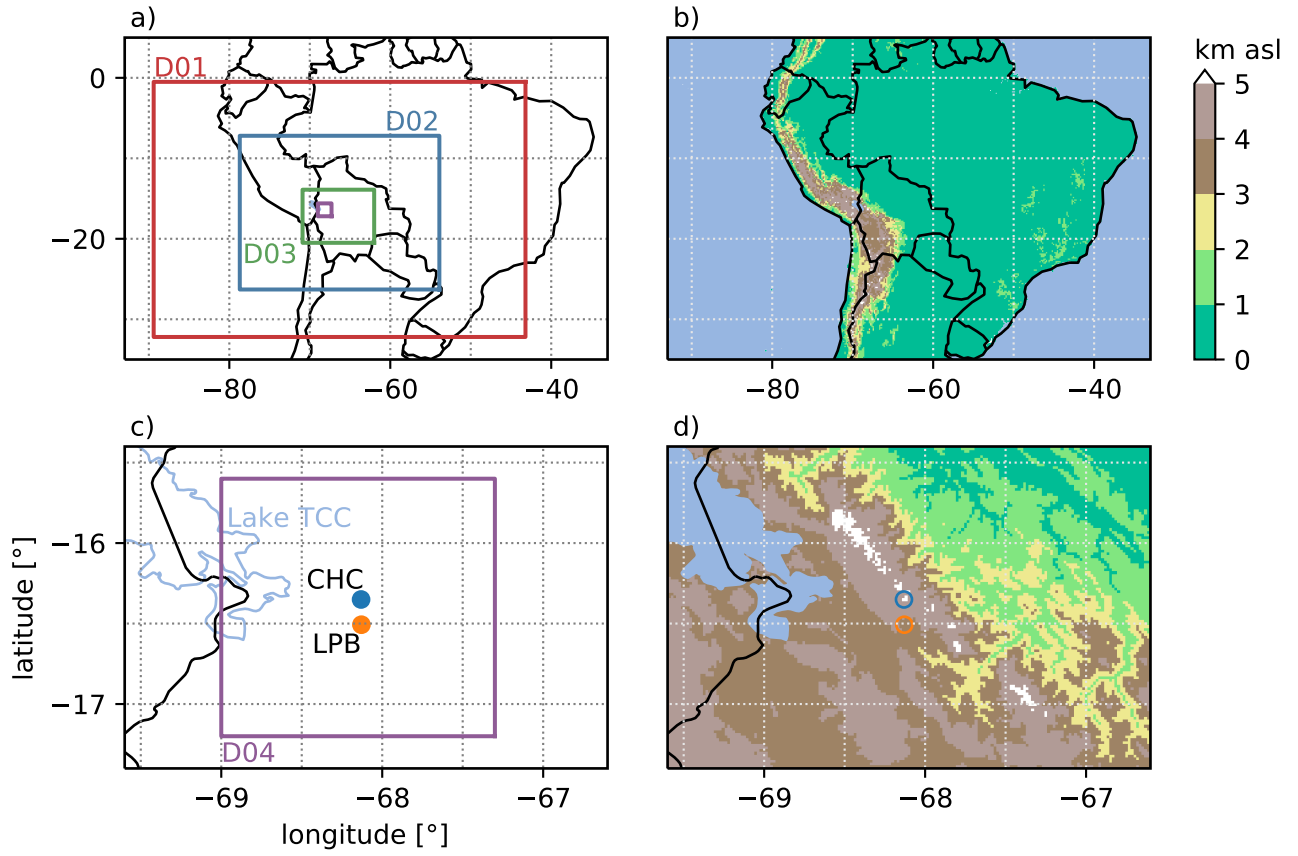 a)
b)
km asl
D01
D02
D03
0
−20
−80
−60
−40
−80
−60
−40
5
4
3
2
1
0
c)
d)
Lake TCC
CHC
LPB
D04
−16
−17
latitude [°]
−69
−68
−67
−69
−68
−67
longitude [°]